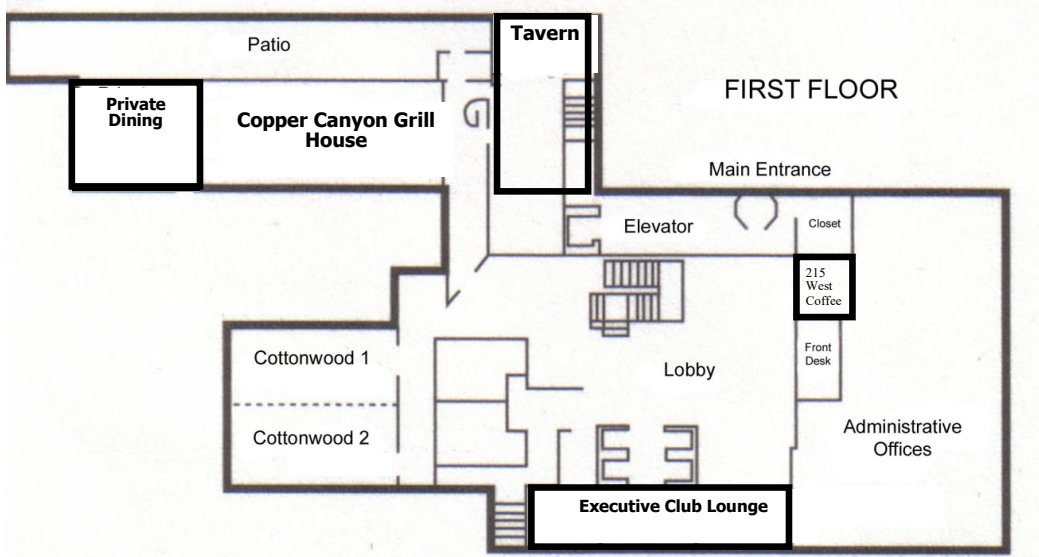 Tavern
Patio
FIRST FLOOR
Private
Dining
Copper Canyon Grill
House
Main Entrance
Elevator
Closet
215
West
Coffee
Cottonwood 1
Front
Desk
Lobby
Cottonwood 2
Administrative
Offices
Executive Club Lounge